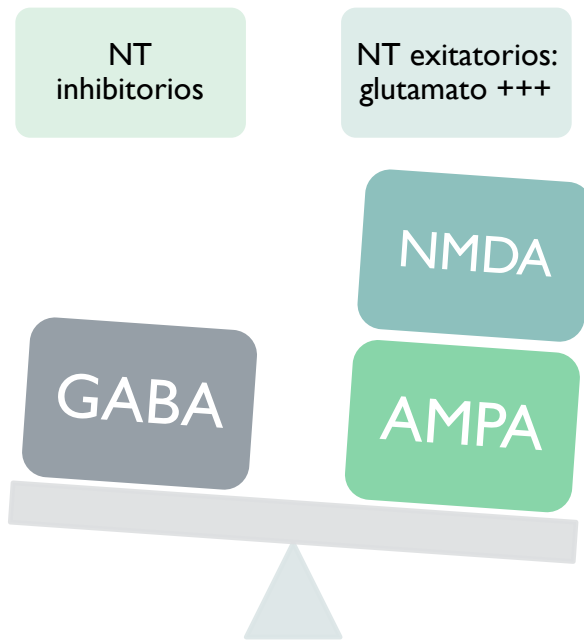 NT
inhibitorios
NT exitatorios:
glutamato +++
NMDA
GABA
AMPA